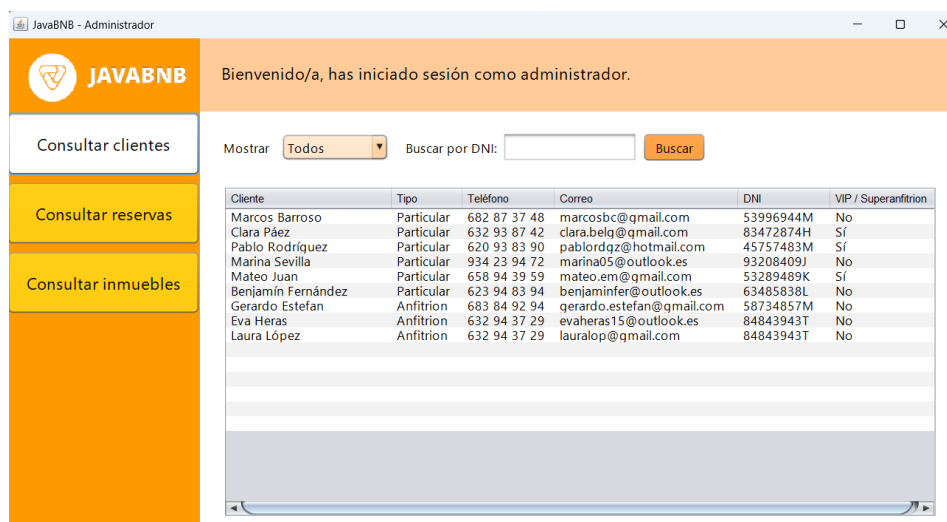 JavaBNB - Administrador
JAVABNB
Bienvenido/a, has iniciado sesión como administrador.
Consultar clientes
Consultar reservas
Consultar inmuebles
Mostrar Todos Buscar por DNI: Buscar
Cliente Tipo Teléfono Correo DNI VIP / Superanfitrion
Marcos Barroso Particular 682 87 37 48 marcosbc@gmail.com 53996944M No
Clara Páez Particular 632 93 87 42 clara.belg@gmail.com 83472874H Sí
Pablo Rodríguez Particular 620 93 83 90 pablordgz@hotmail.com 45757483M Sí
Marina Sevilla Particular 934 23 94 72 marina05@outlook.es 93208409J No
Mateo Juan Particular 658 94 39 59 mateo.em@gmail.com 53289489K Sí
Benjamín Fernández Particular 623 94 83 94 benjaminfer@outlook.es 63485838L No
Gerardo Estefan Anfitrion 683 84 92 94 gerardo.estefan@gmail.com 58734857M No
Eva Heras Anfitrion 632 94 37 29 evaheras15@outlook.es 84843943T No
Laura López Anfitrion 632 94 37 29 lauralop@gmail.com 84843943T No